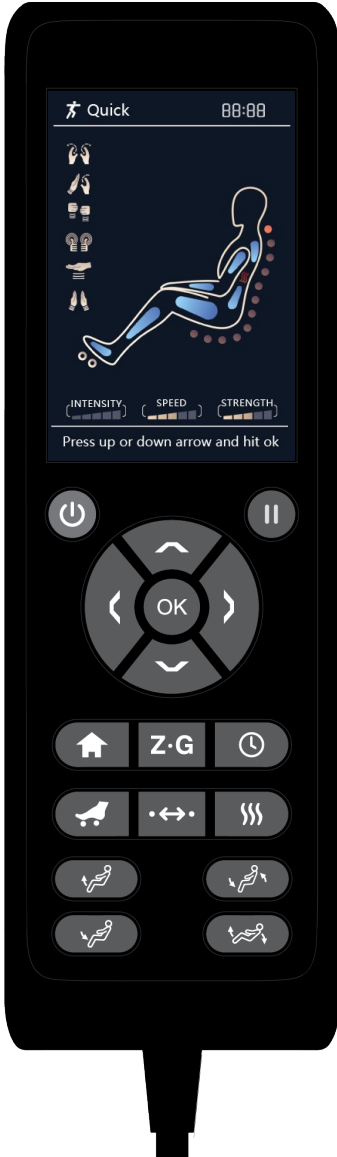 Quick 88:88
INTENSITY SPEED STRENGTH
Press up or down arrow and hit ok
OK
Z·G